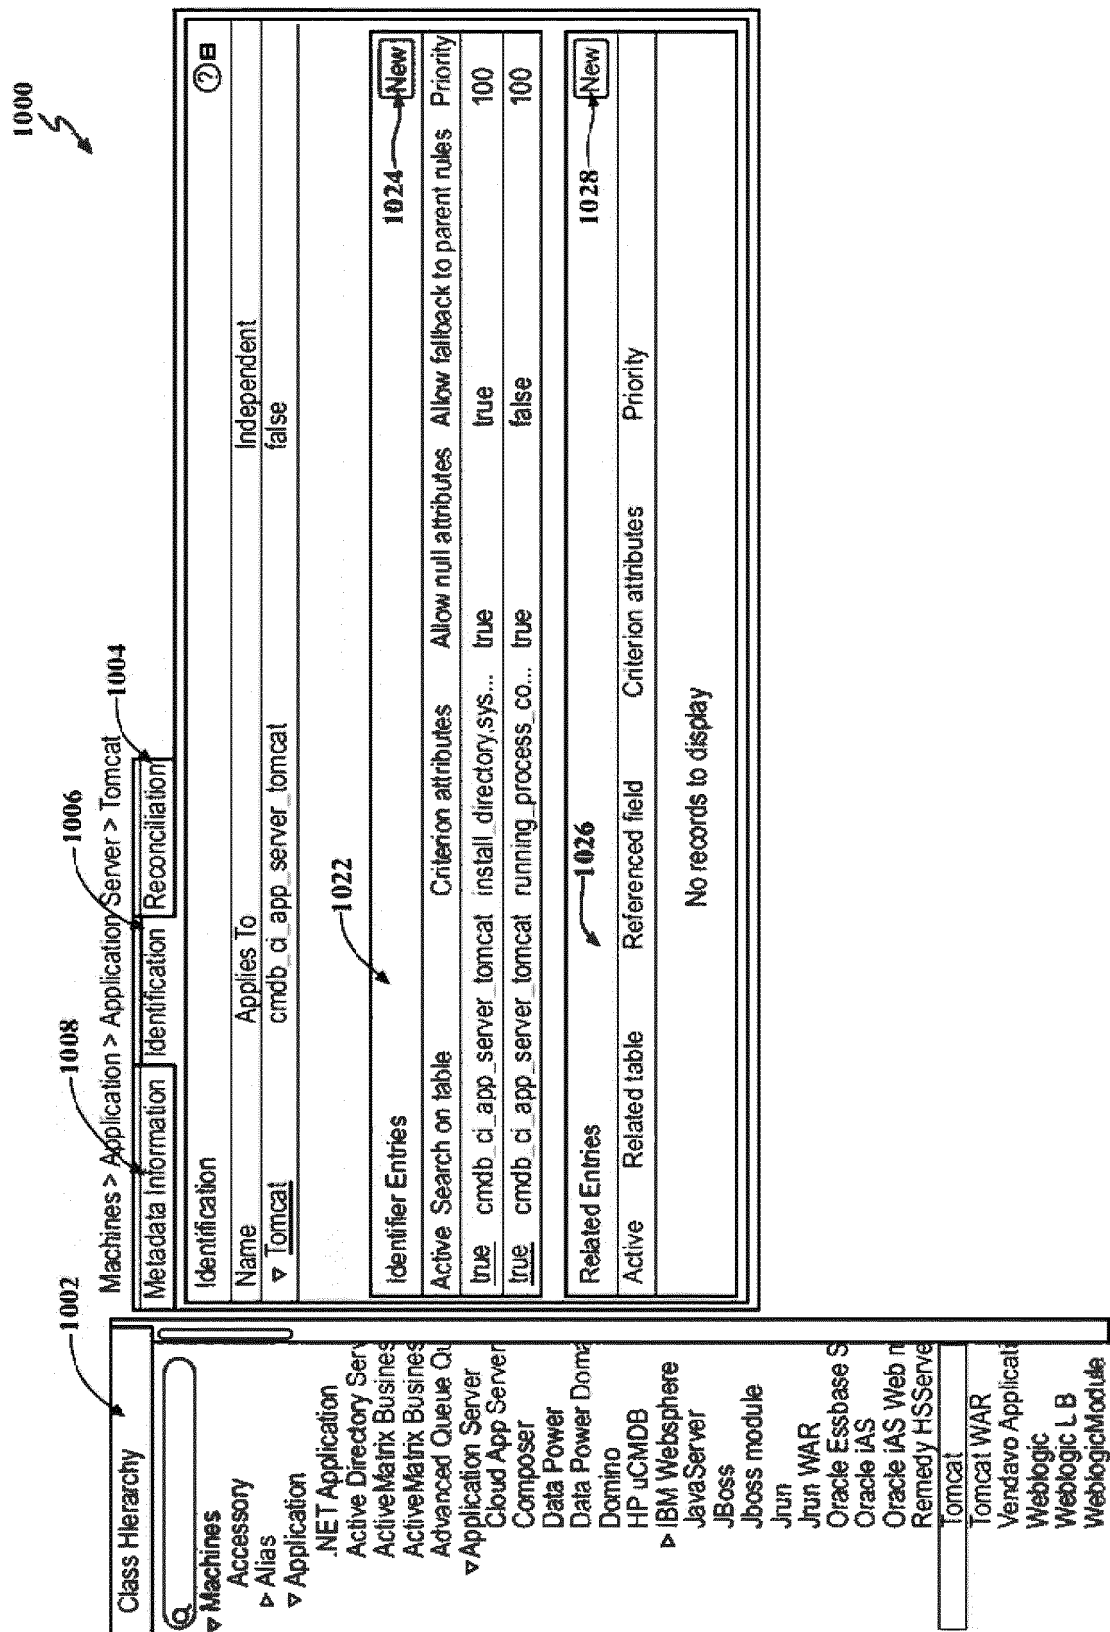 1000
1002
1008
1006
1004
Class Hierarchy
Machines
Accessory
Alias
Application
.NET Application
Active Directory Serv
ActiveMatrix Busines
ActiveMatrix Busines
Advanced Queue Qu
Application Server
Cloud App Server
Composer
Data Power
Data Power Doma
Domino
HP uCMDB
IBM Websphere
JavaServer
JBoss
Jboss module
Jrun
Jrun WAR
Oracle Essbase S
Oracle iAS
Oracle iAS Web n
Remedy HSServe
Tomcat
Tomcat WAR
Vendavo Applicati
Weblogic
Weblogic LB
WeblogicModule
Machines > Application > Application Server > Tomcat
Metadada Information Identification Reconciliation
Identification ?
Name Applies To Independent
Tomcat cmdb_ci_app_server_tomcat false
1022
1024
Identifier Entries New
Active Search on table Criterion attributes Allow null attributes Allow fallback to parent rules Priority
true cmdb_ci_app_server_tomcat install_directory,sys... true true 100
true cmdb_ci_app_server_tomcat running_process_co... true false 100
1026
1028
Related Entries New
Active Related table Referenced field Criterion attributes Priority
No records to display